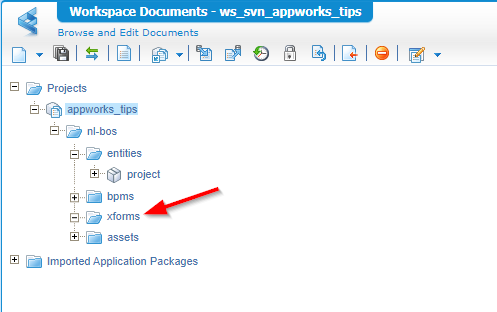 Workspace Documents - ws_svn_appworks_tips
Browse and Edit Documents
Projects
appworks_tips
nl-bos
entities
project
bpms
xforms
assets
Imported Application Packages